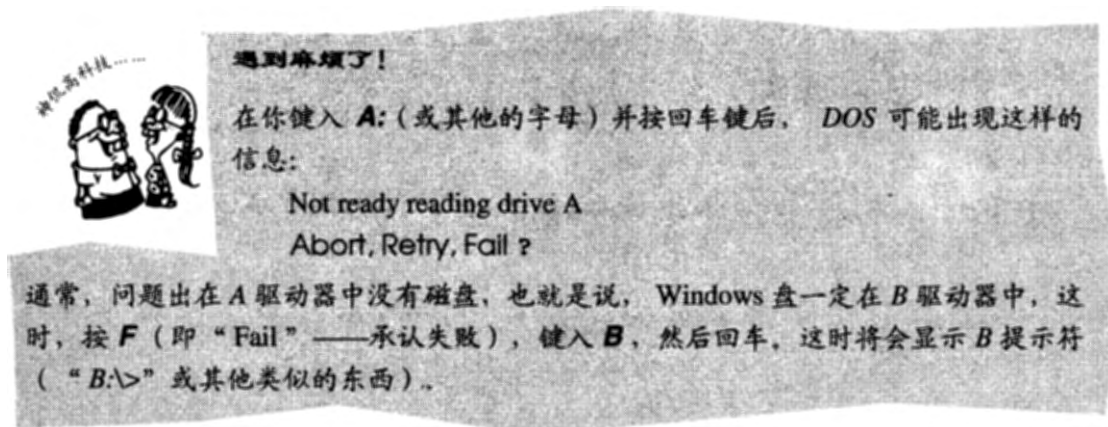 神侃高科技……
遇到麻烦了！
在你键入 A:（或其他的字母）并按回车键后， DOS 可能出现这样的
信息：
Not ready reading drive A
Abort, Retry, Fail ?
通常，问题出在 A 驱动器中没有磁盘，也就是说， Windows 盘一定在 B 驱动器中，这
时，按 F （即“ Fail ”——承认失败），键入 B ，然后回车。这时将会显示 B 提示符
（ “ B:\>” 或其他类似的东西）。